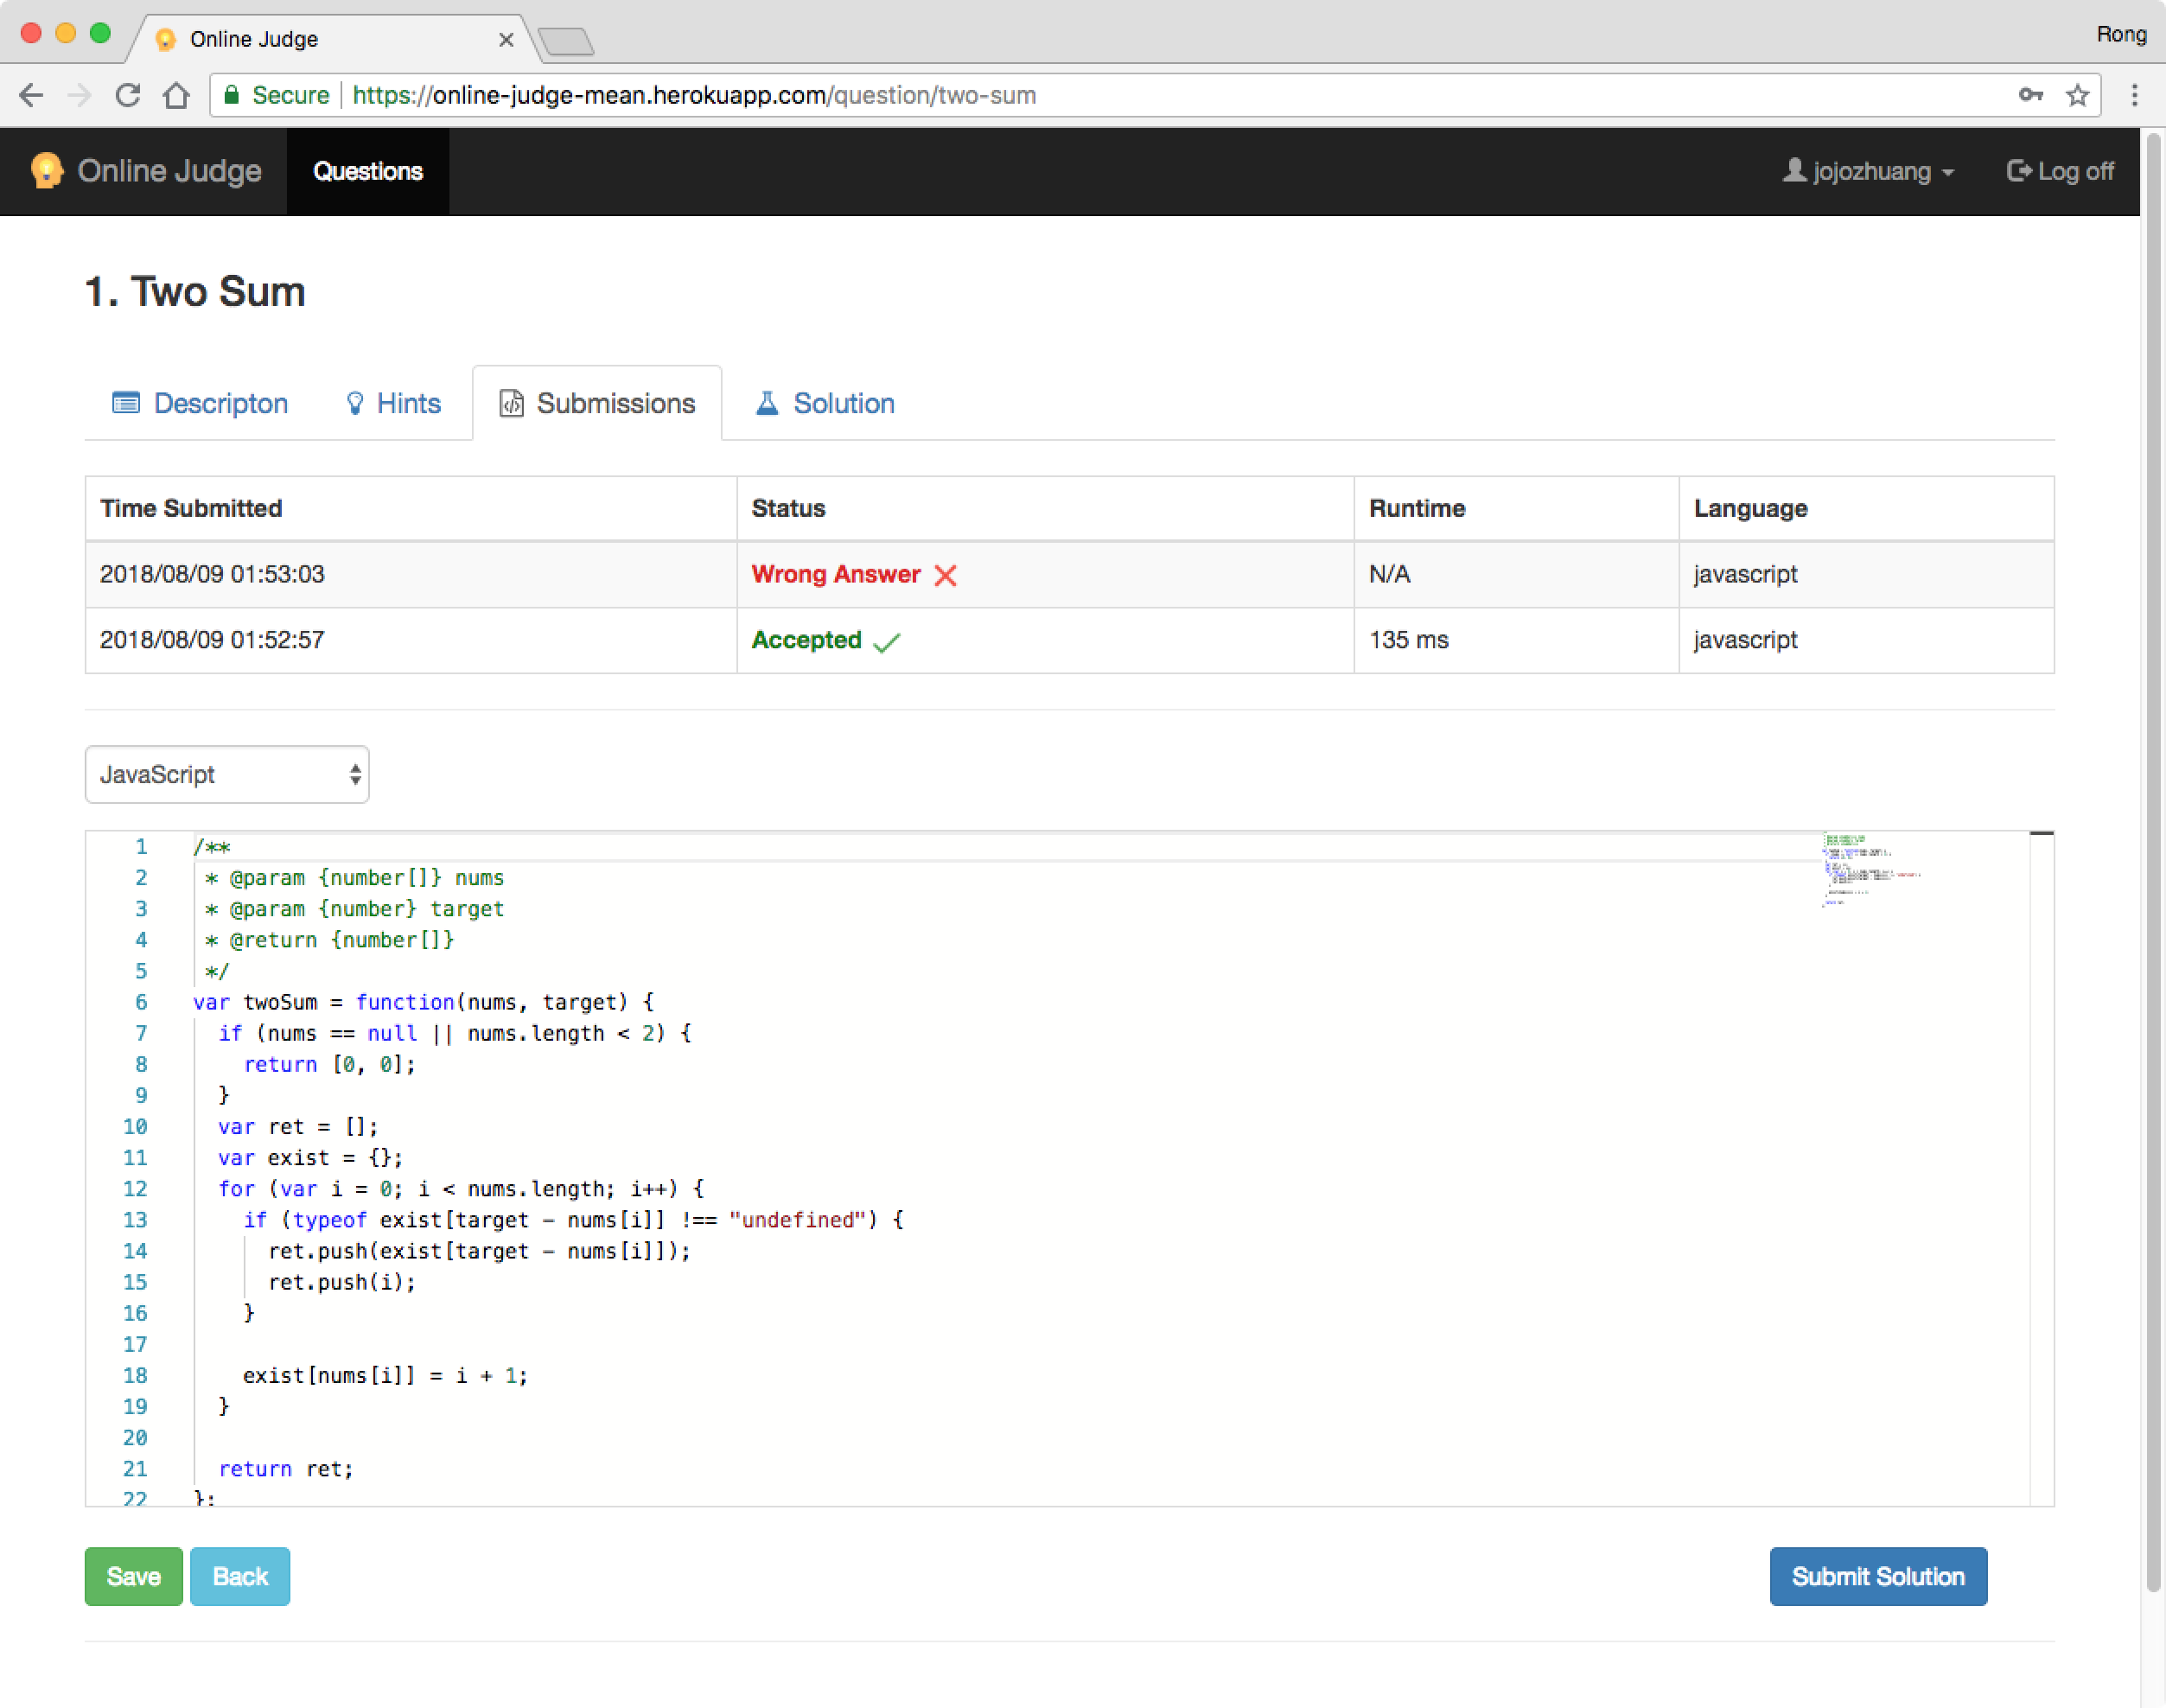 Online Judge
Rong
Secure https://online-judge-mean.herokuapp.com/question/two-sum
Online Judge Questions jojozhuang Log off
1. Two Sum
Descripton Hints Submissions Solution
Time Submitted Status Runtime Language
2018/08/09 01:53:03 Wrong Answer N/A javascript
2018/08/09 01:52:57 Accepted 135 ms javascript
JavaScript
1 /**
2  * @param {number[]} nums
3  * @param {number} target
4  * @return {number[]}
5  */
6 var twoSum = function(nums, target) {
7   if (nums == null || nums.length < 2) {
8     return [0, 0];
9   }
10   var ret = [];
11   var exist = {};
12   for (var i = 0; i < nums.length; i++) {
13     if (typeof exist[target - nums[i]] !== "undefined") {
14       ret.push(exist[target - nums[i]]);
15       ret.push(i);
16     }
17
18     exist[nums[i]] = i + 1;
19   }
20
21   return ret;
22 };
Save Back Submit Solution